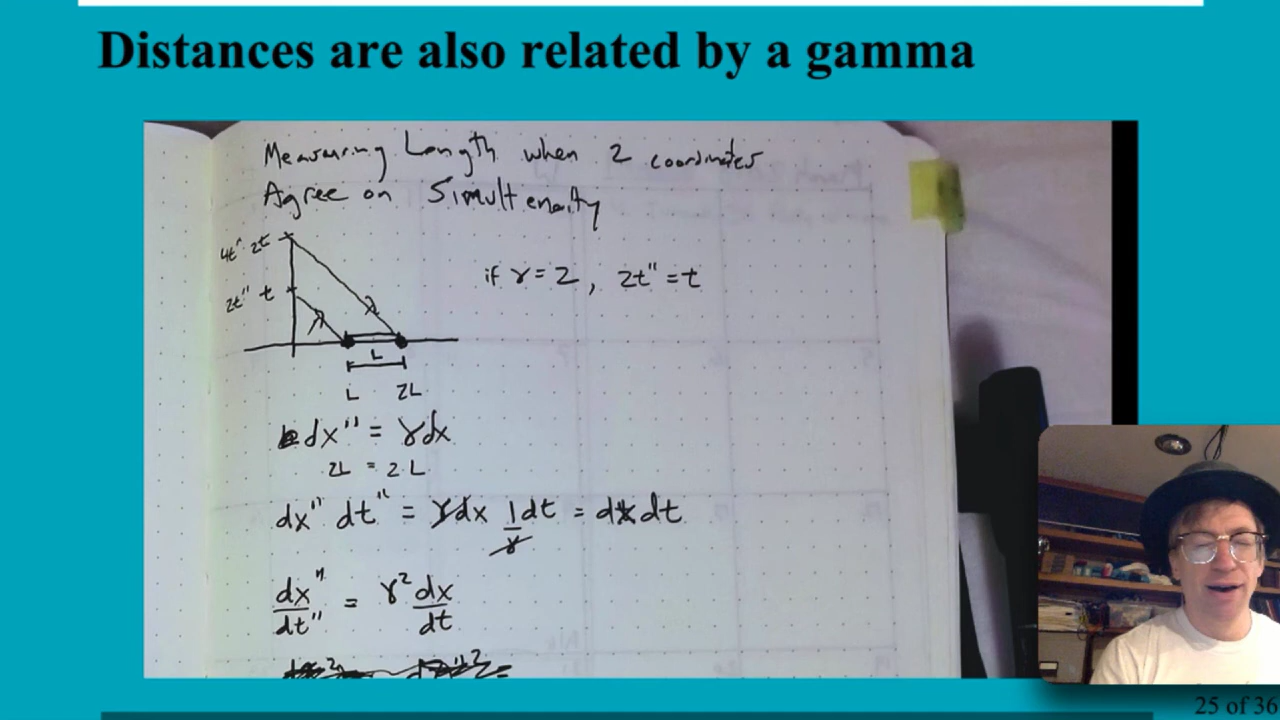 Distances are also related by a gamma
Measuring Length when 2 coordinates
Agree on Simultenaity
4t" 2t
if γ = 2, 2t" = t
2t" t
L
L 2L
dx" = γdx
2L = 2 L
dx" dt" = γdx 1/γ dt = dx dt
dx"/dt" = γ² dx/dt
25 of 36